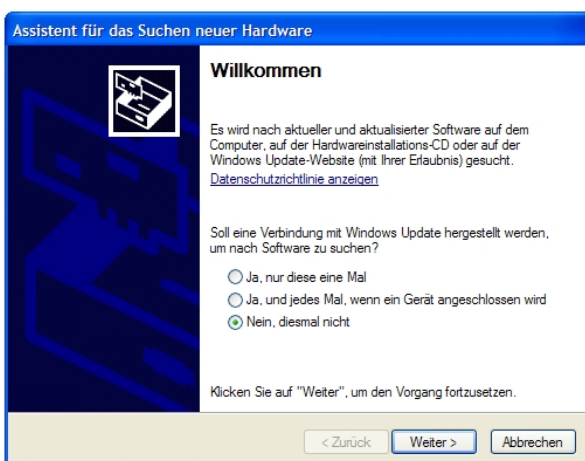 Assistent für das Suchen neuer Hardware
Willkommen
Es wird nach aktueller und aktualisierter Software auf dem
Computer, auf der Hardwareinstallations-CD oder auf der
Windows Update-Website (mit Ihrer Erlaubnis) gesucht.
Datenschutzrichtlinie anzeigen
Soll eine Verbindung mit Windows Update hergestellt werden,
um nach Software zu suchen?
Ja, nur diese eine Mal
Ja, und jedes Mal, wenn ein Gerät angeschlossen wird
Nein, diesmal nicht
Klicken Sie auf "Weiter", um den Vorgang fortzusetzen.
< Zurück Weiter > Abbrechen